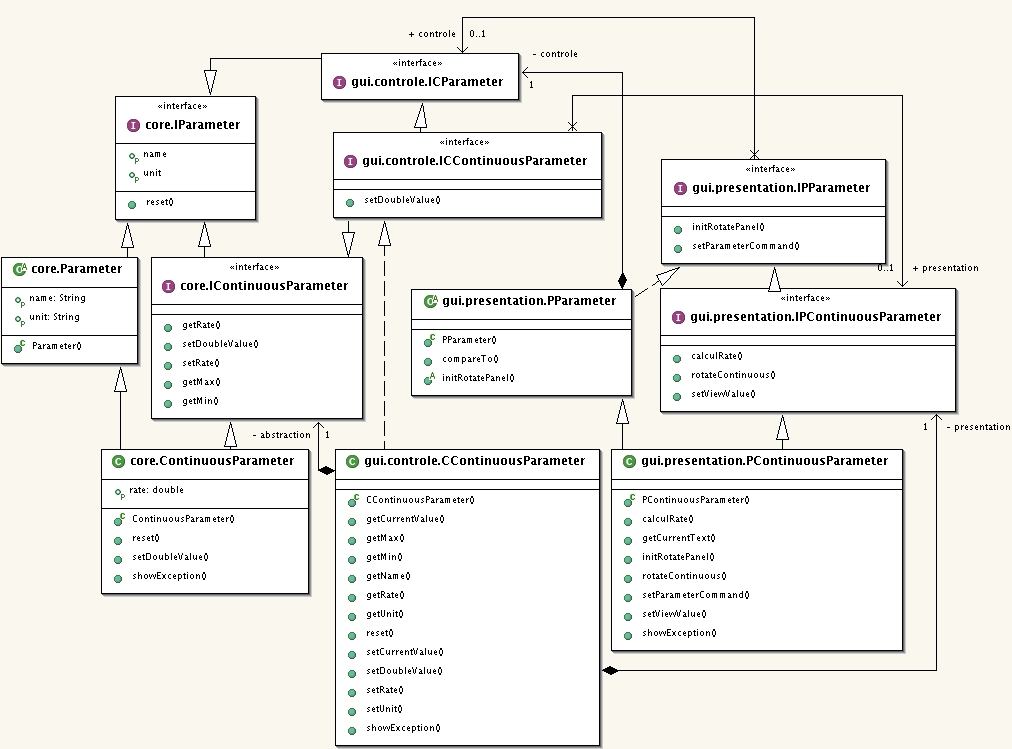 + controle
0..1
- controle
1
«interface»
gui.controle.ICParameter
«interface»
core.IParameter
name
unit
reset()
«interface»
gui.controle.ICContinuousParameter
setDoubleValue()
«interface»
gui.presentation.IPParameter
initRotatePanel()
setParameterCommand()
0..1
+ presentation
core.Parameter
name: String
unit: String
Parameter()
«interface»
core.IContinuousParameter
getRate()
setDoubleValue()
setRate()
getMax()
getMin()
gui.presentation.PParameter
PParameter()
compareTo()
initRotatePanel()
«interface»
gui.presentation.IPContinuousParameter
calculRate()
rotateContinuous()
setViewValue()
- abstraction
1
1
- presentation
core.ContinuousParameter
rate: double
ContinuousParameter()
reset()
setDoubleValue()
showException()
gui.controle.CContinuousParameter
CContinuousParameter()
getCurrentValue()
getMax()
getMin()
getName()
getRate()
getUnit()
reset()
setCurrentValue()
setDoubleValue()
setRate()
setUnit()
showException()
gui.presentation.PContinuousParameter
PContinuousParameter()
calculRate()
getCurrentText()
initRotatePanel()
rotateContinuous()
setParameterCommand()
setViewValue()
showException()